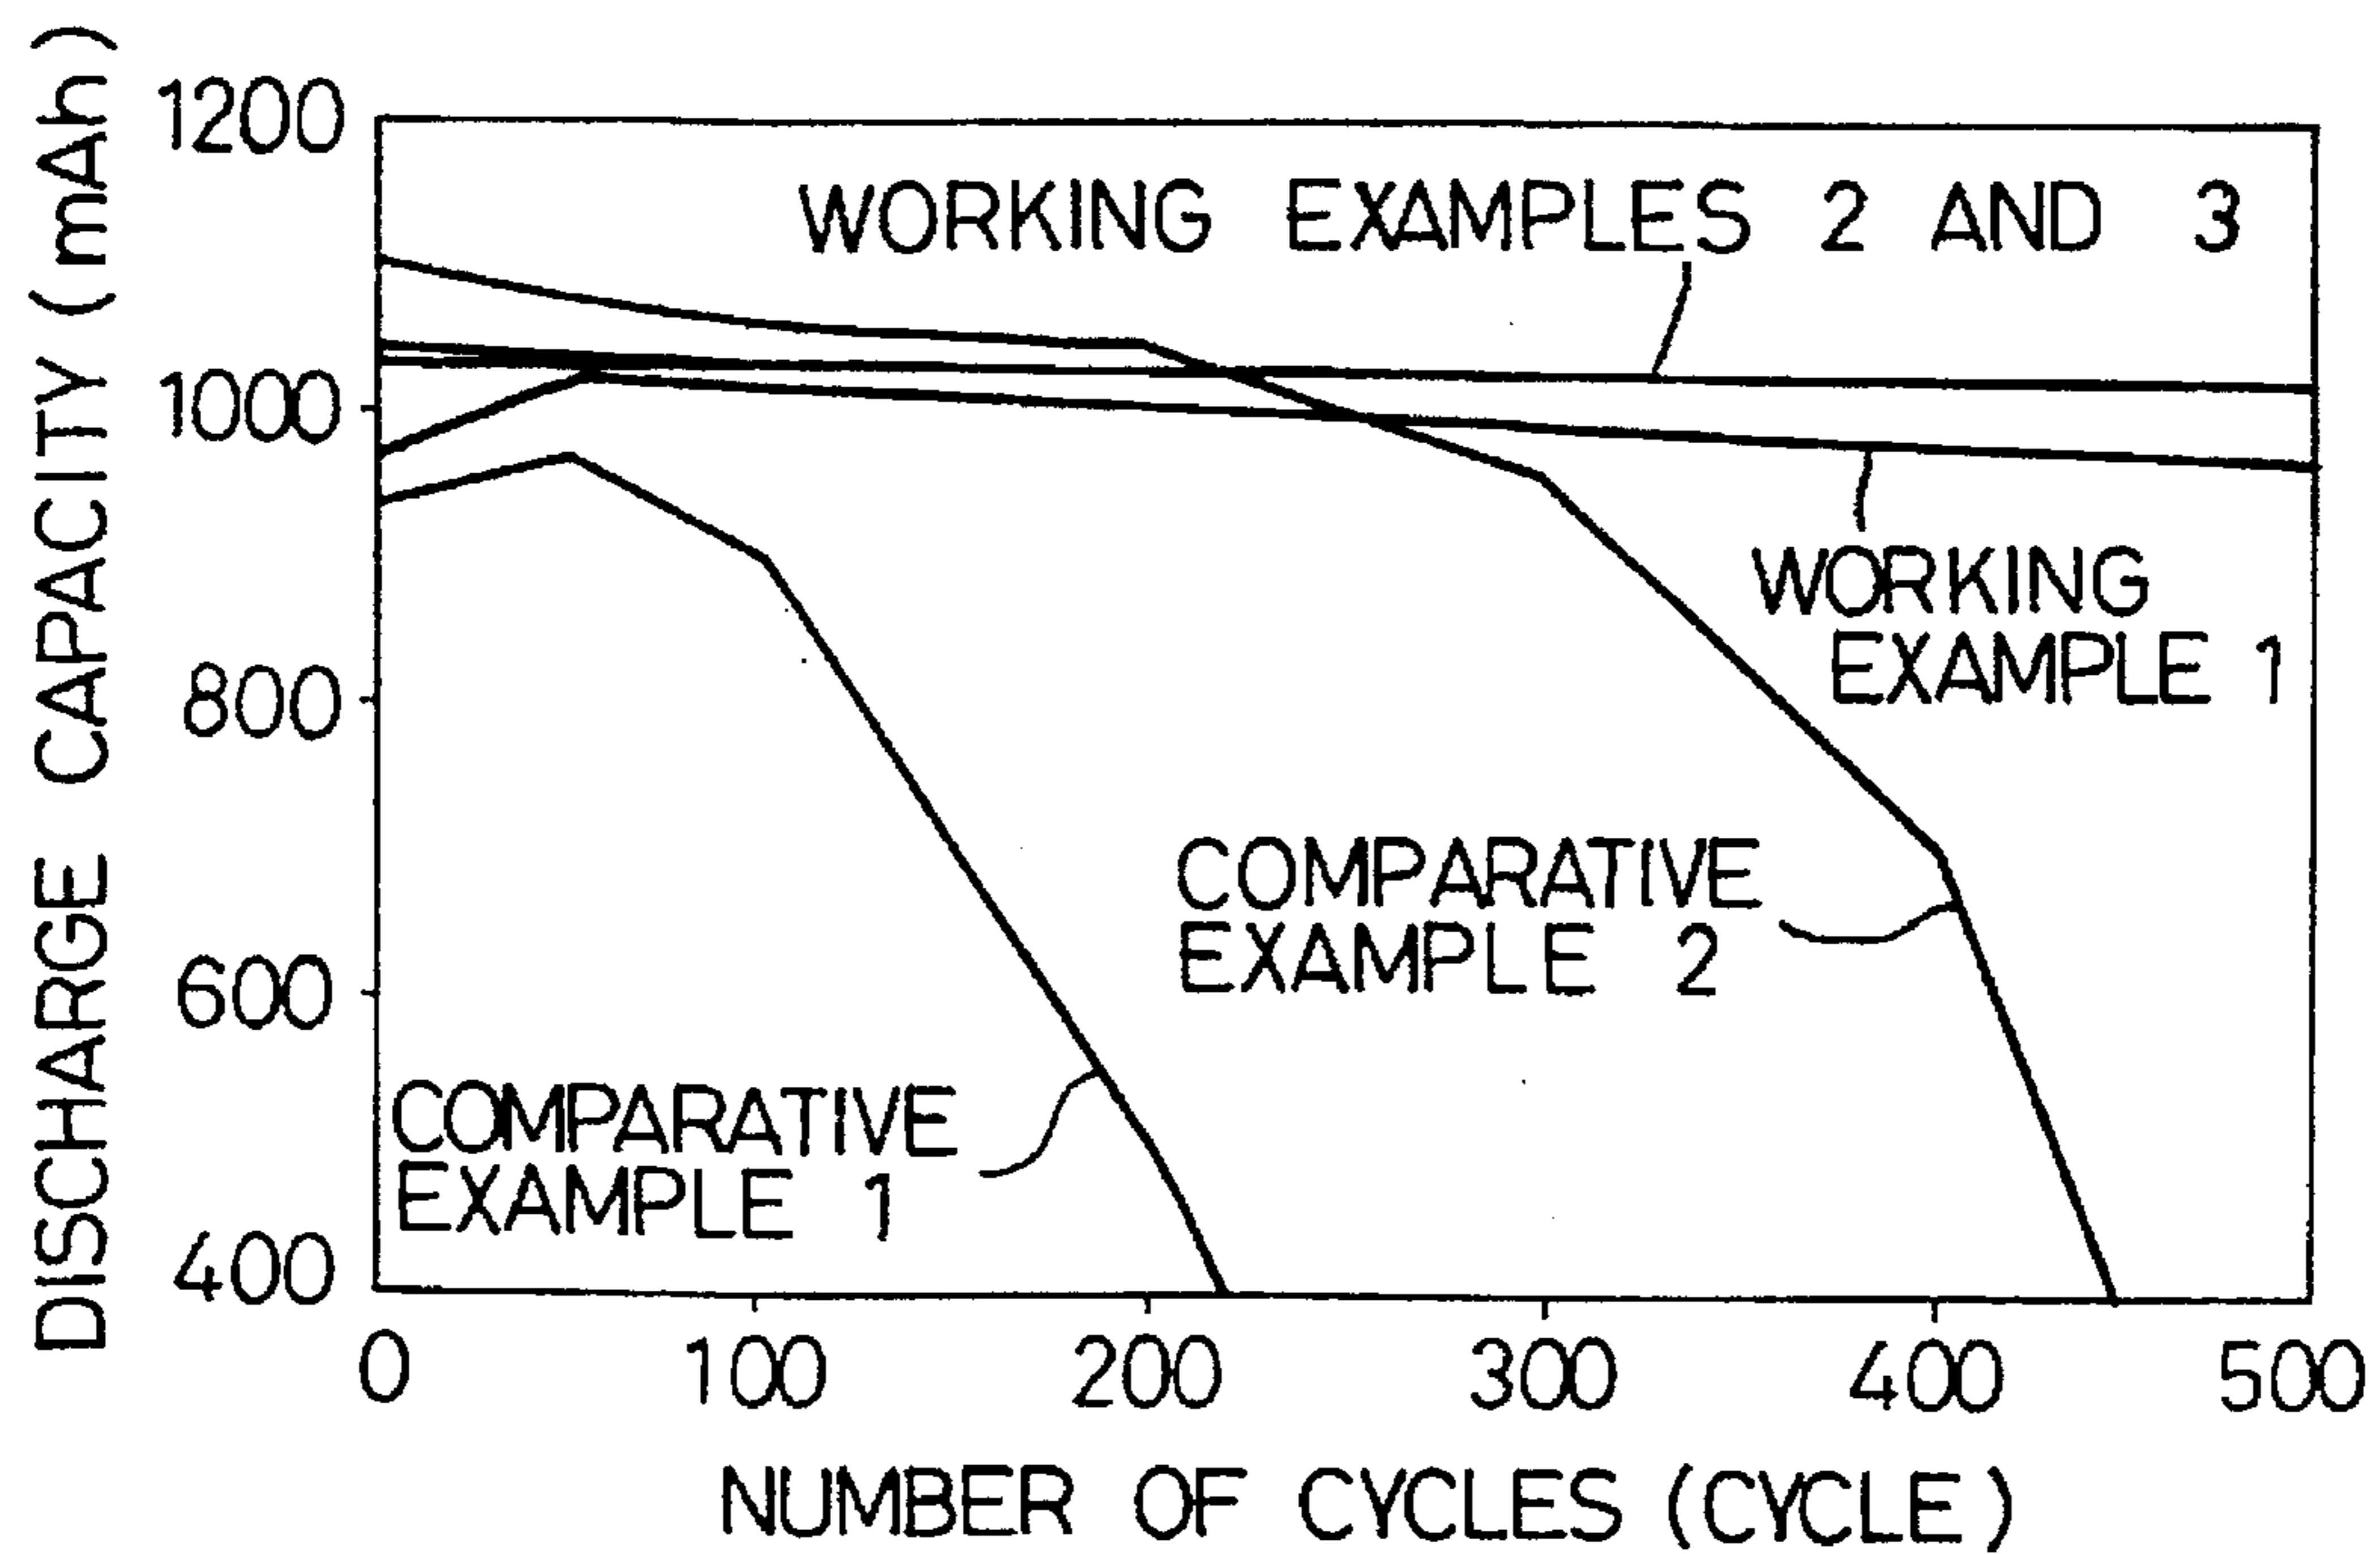 DISCHARGE CAPACITY (mAh)
1200
1000
800
600
400
WORKING EXAMPLES 2 AND 3
WORKING
EXAMPLE 1
COMPARATIVE
EXAMPLE 2
COMPARATIVE
EXAMPLE 1
0 100 200 300 400 500
NUMBER OF CYCLES (CYCLE)